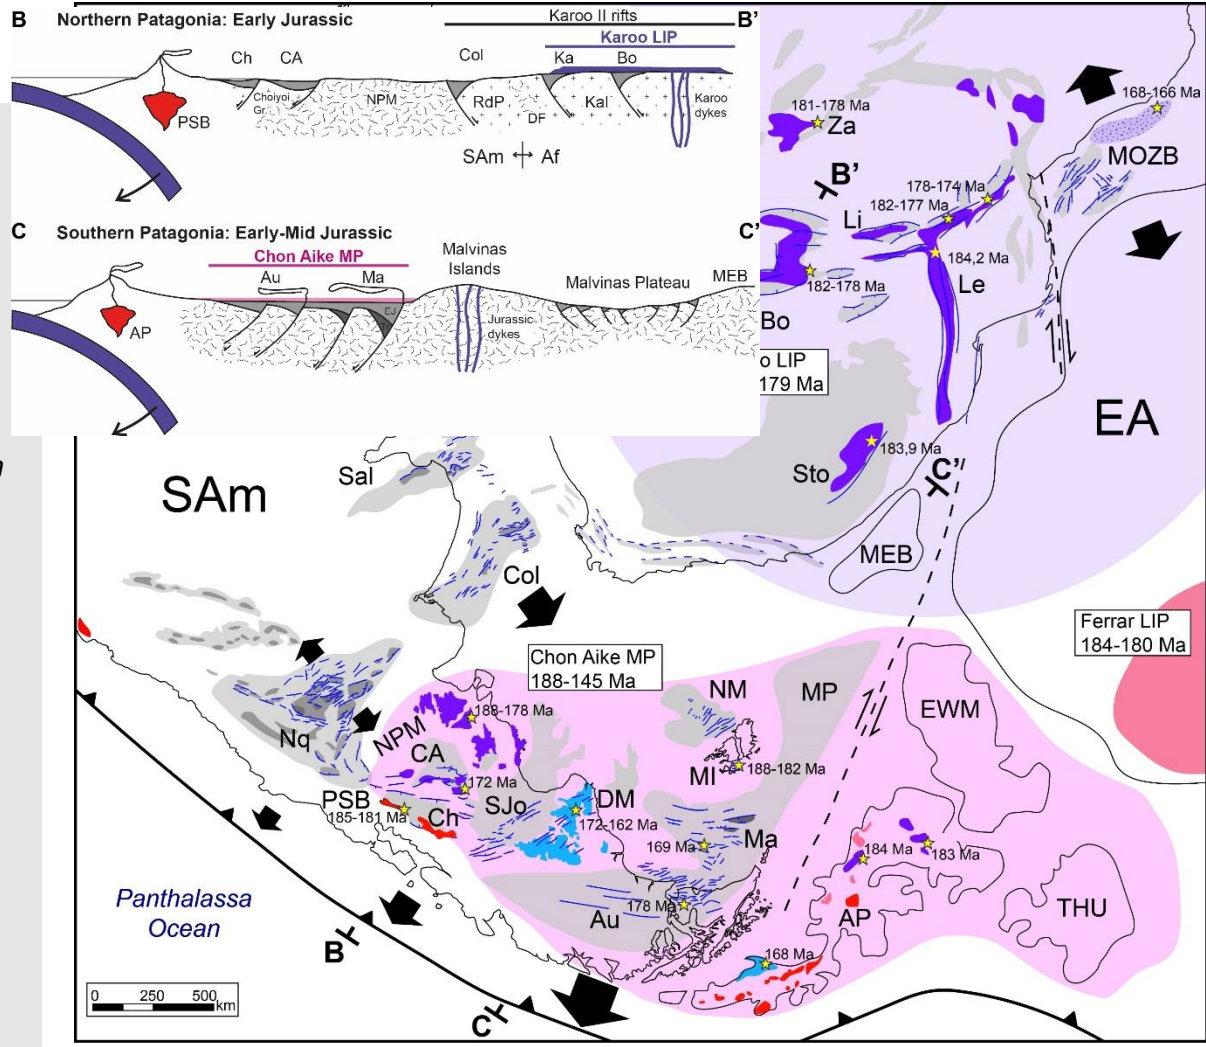 B Northern Patagonia: Early Jurassic
Karoo II rifts
B'
Karoo LIP
Ch CA Col Ka Bo
PSB
Choiyoi
Gr.
NPM
RdP
DF
Kal
Karoo
dykes
SAm Af
C Southern Patagonia: Early-Mid Jurassic
C'
Chon Aike MP
Au Ma
Malvinas
Islands
Malvinas Plateau
MEB
AP
EJ
Jurassic
dykes
181-178 Ma
Za
168-166 Ma
MOZB
B'
178-174 Ma
182-177 Ma
Li
184,2 Ma
Le
182-178 Ma
Bo
o LIP
179 Ma
EA
Sto
183,9 Ma
C'
MEB
SAm
Sal
Col
Ferrar LIP
184-180 Ma
Chon Aike MP
188-145 Ma
NM
MP
EWM
Nq
NPM
188-178 Ma
CA
MI
188-182 Ma
172 Ma
PSB
185-181 Ma
Ch
SJo
DM
172-162 Ma
169 Ma
Ma
184 Ma
183 Ma
Panthalassa
Ocean
Au
178 Ma
AP
THU
B
168 Ma
0 250 500
km
C